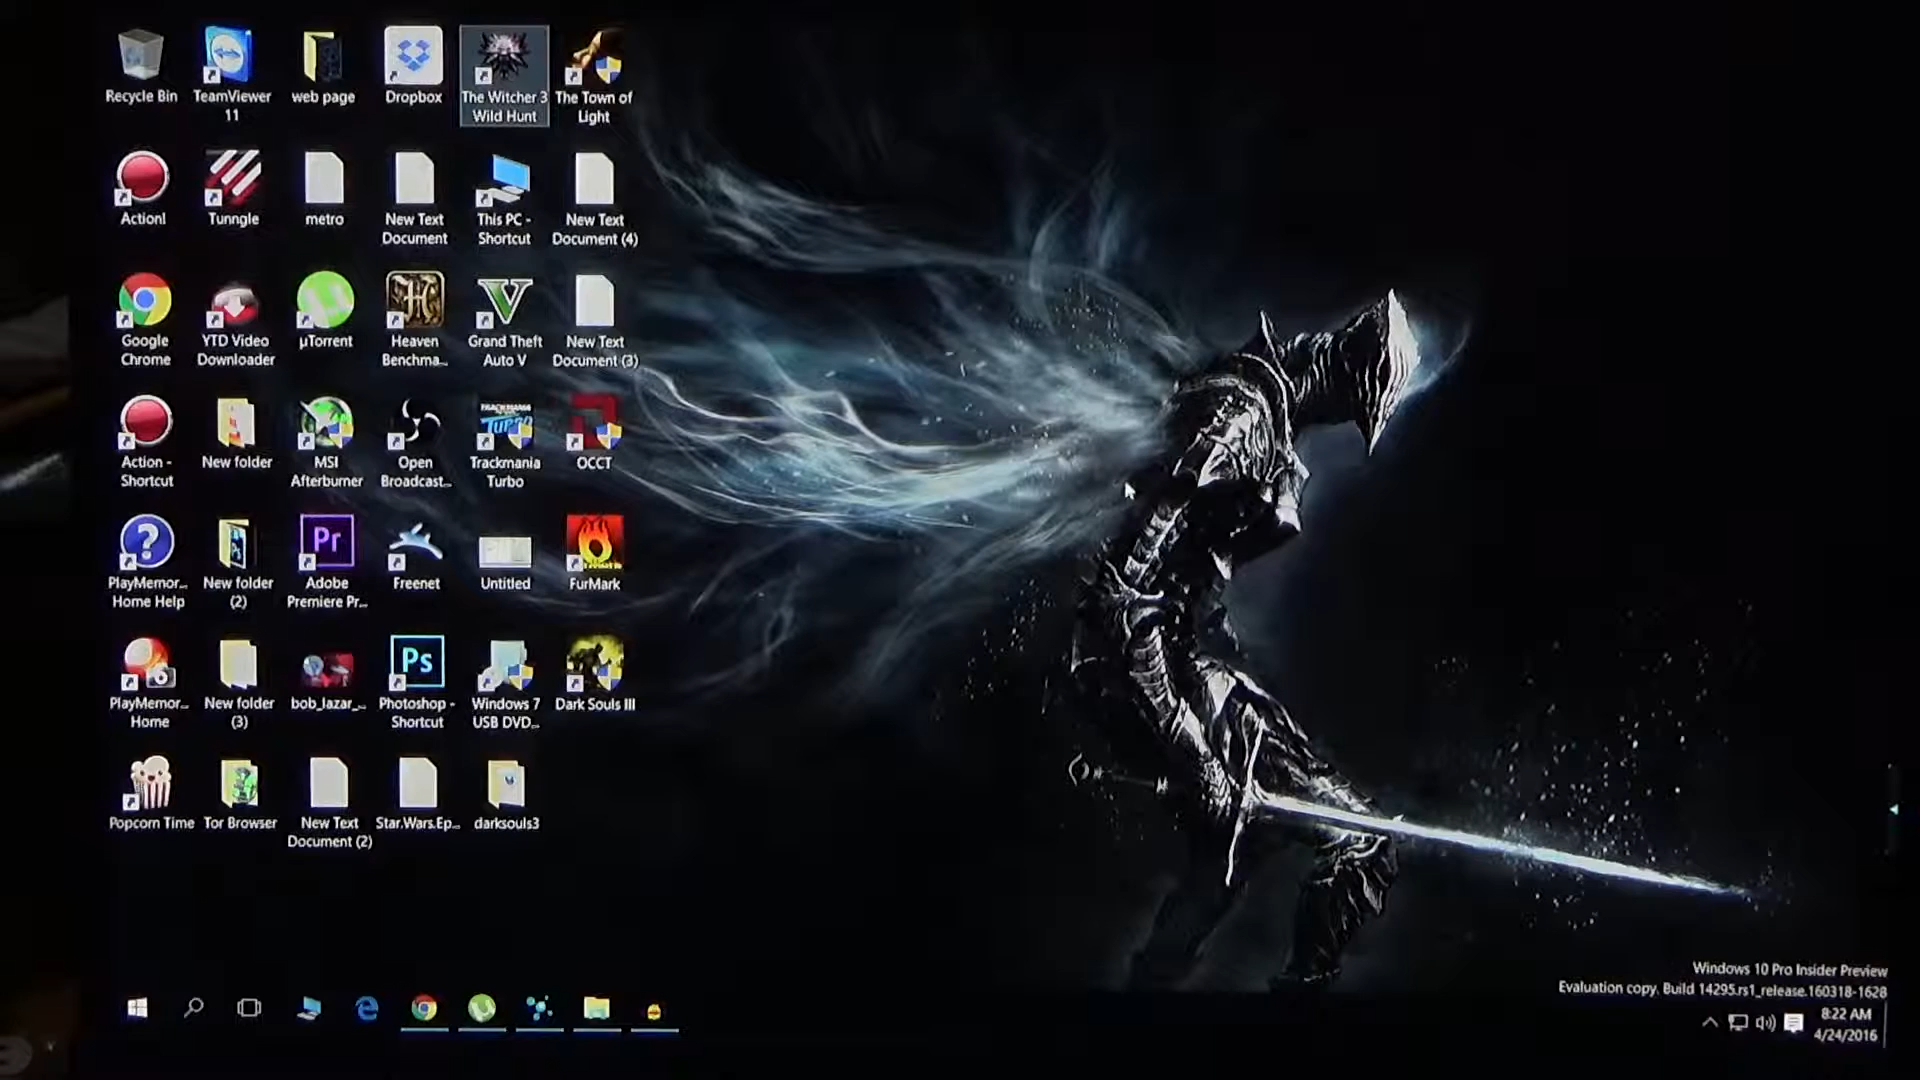 Recycle Bin
TeamViewer
11
web page
Dropbox
The Witcher 3
Wild Hunt
The Town of
Light
Action!
Tunngle
metro
New Text
Document
This PC -
Shortcut
New Text
Document (4)
Google
Chrome
YTD Video
Downloader
µTorrent
Heaven
Benchma...
Grand Theft
Auto V
New Text
Document (3)
Action -
Shortcut
New folder
MSI
Afterburner
Open
Broadcast...
TRACKMANIA
TURBO
Trackmania
Turbo
OCCT
PlayMemor...
Home Help
New folder
(2)
Pr
Adobe
Premiere Pr...
Freenet
Untitled
FurMark
PlayMemor...
Home
New folder
(3)
bob_lazar_...
Ps
Photoshop -
Shortcut
Windows 7
USB DVD...
Dark Souls III
Popcorn Time
Tor Browser
New Text
Document (2)
Star.Wars.Ep...
darksouls3
Windows 10 Pro Insider Preview
Evaluation copy. Build 14295.rs1_release.160318-1628
8:22 AM
4/24/2016